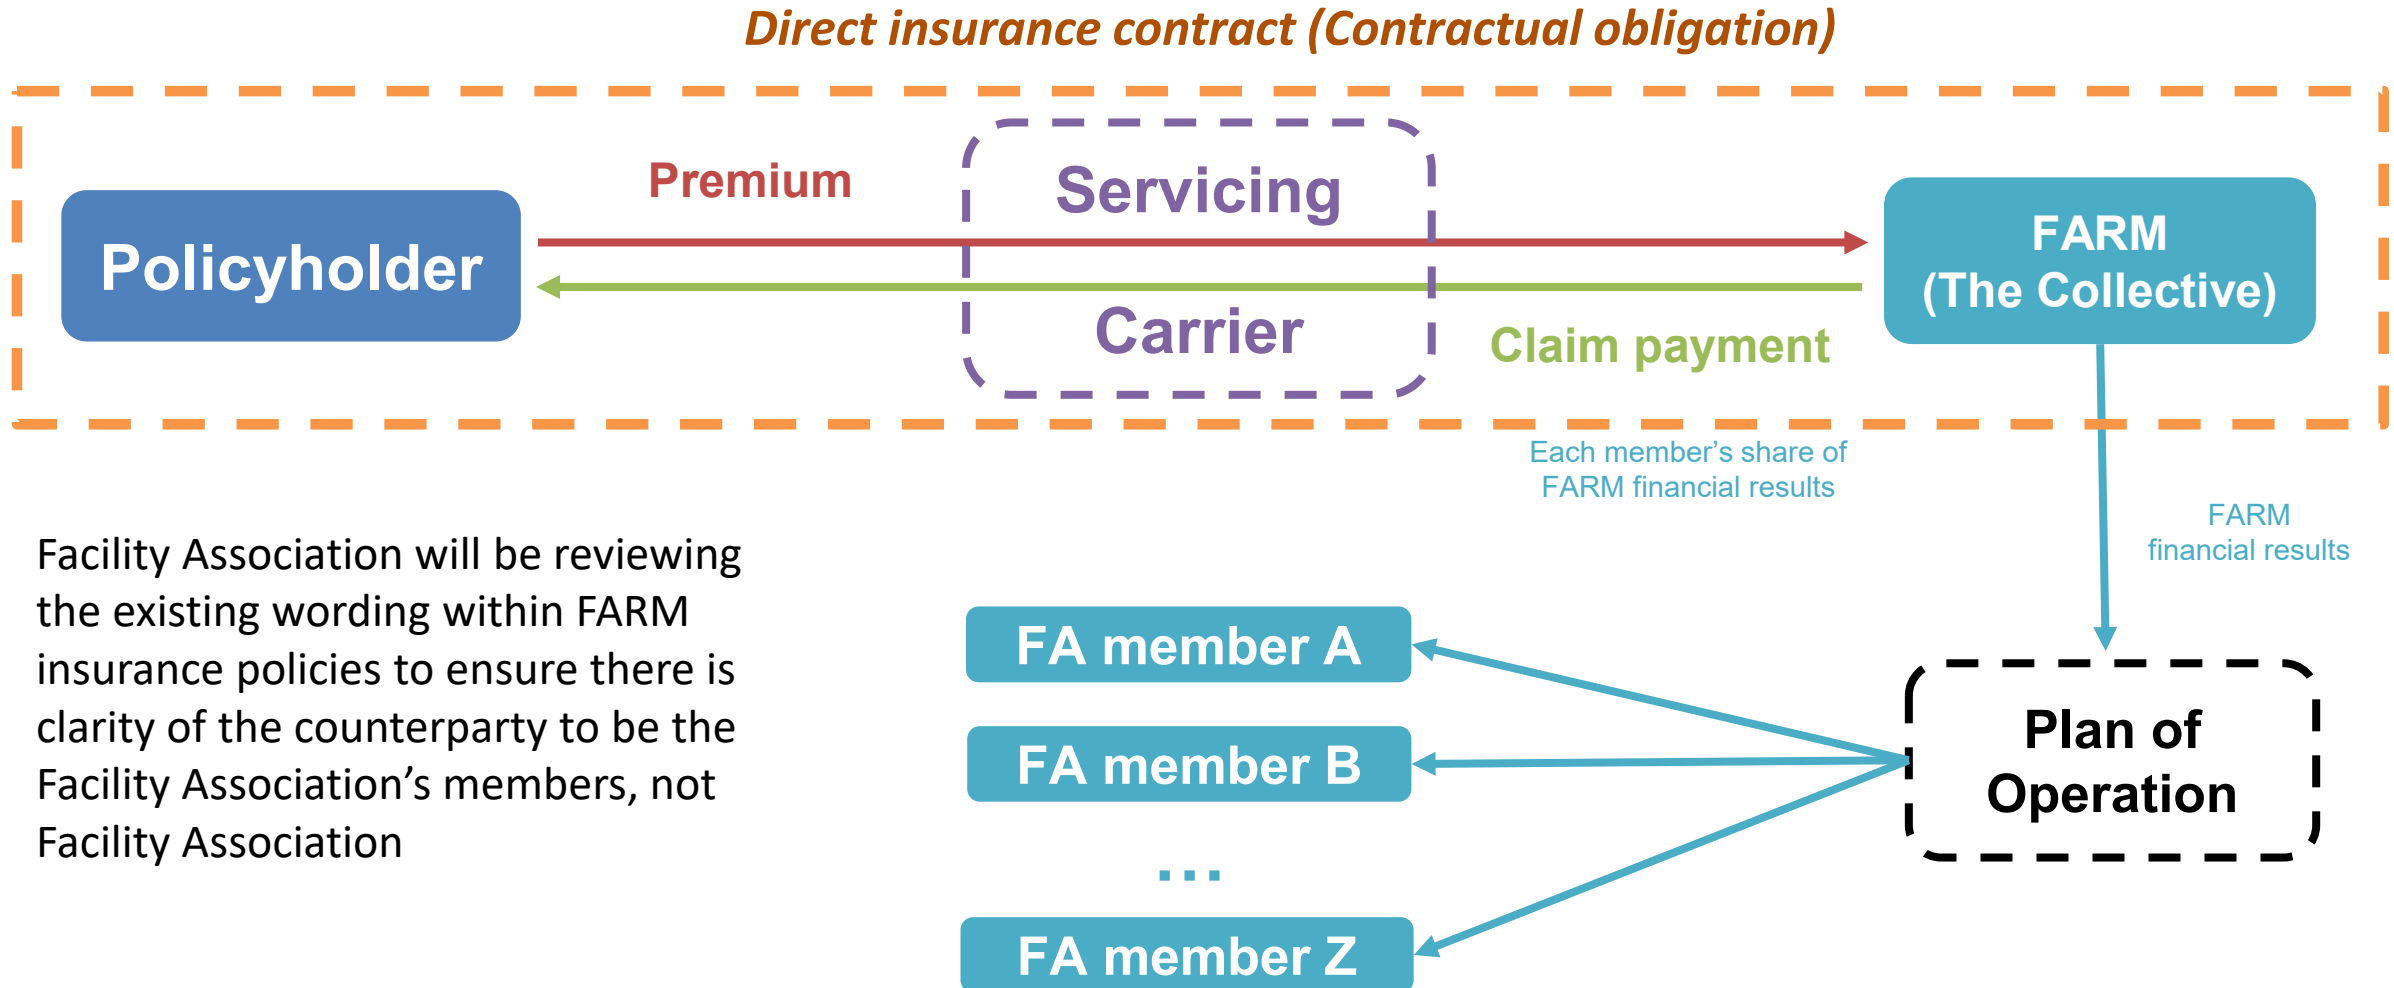 Direct insurance contract (Contractual obligation)
Premium
Servicing
Carrier
Policyholder
FARM
(The Collective)
Claim payment
Each member’s share of
FARM financial results
FARM
financial results
Facility Association will be reviewing
the existing wording within FARM
insurance policies to ensure there is
clarity of the counterparty to be the
Facility Association’s members, not
Facility Association
FA member A
FA member B
...
FA member Z
Plan of
Operation